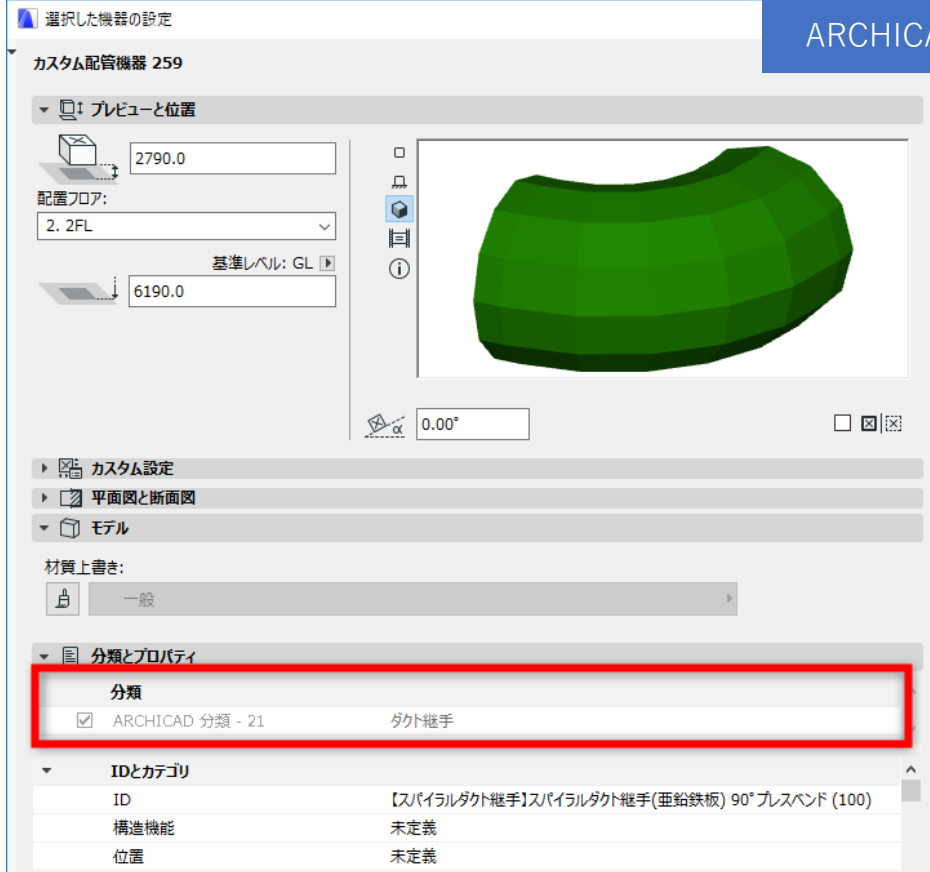 選択した機器の設定
ARCHICA
カスタム配管機器 259
プレビューと位置
2790.0
配置フロア:
2. 2FL
基準レベル: GL
6190.0
α 0.00°
カスタム設定
平面図と断面図
モデル
材質上書き:
一般
分類とプロパティ
分類
ARCHICAD 分類 - 21 ダクト継手
IDとカテゴリ
ID 【スパイラルダクト継手】スパイラルダクト継手(亜鉛鉄板) 90°プレスベンド (100)
構造機能 未定義
位置 未定義